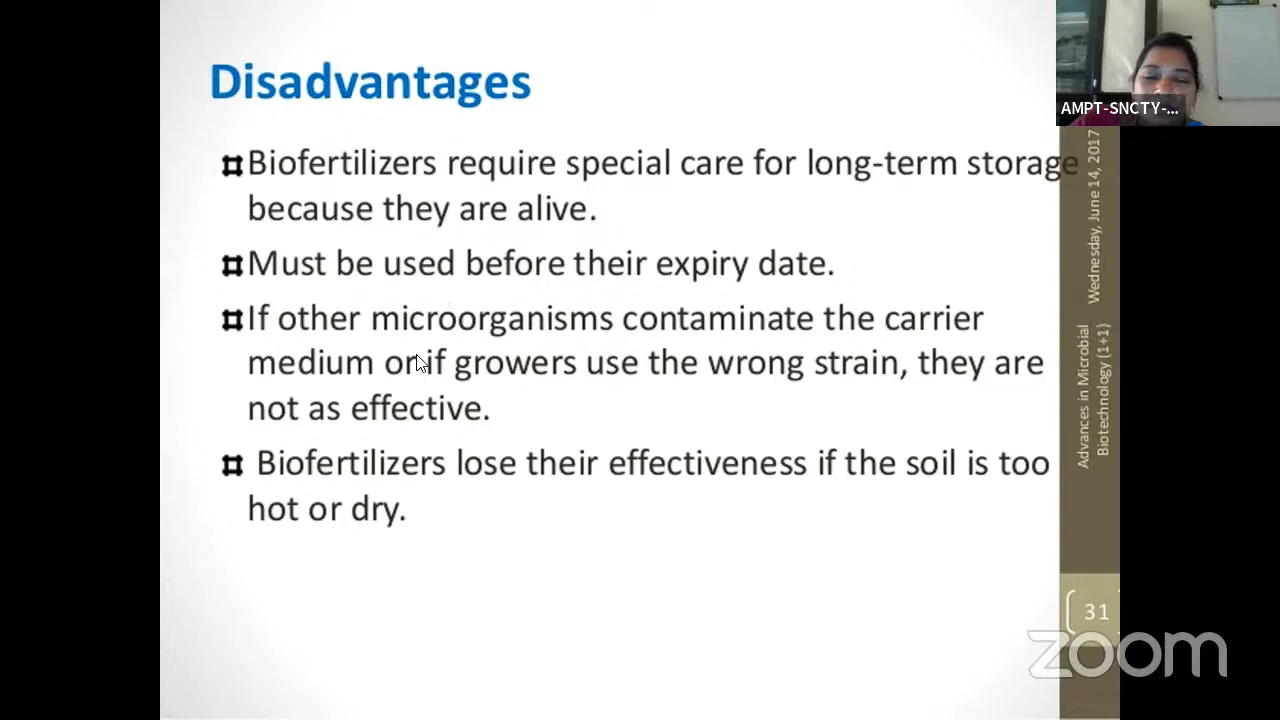 Disadvantages
Biofertilizers require special care for long-term storage
because they are alive.
Must be used before their expiry date.
If other microorganisms contaminate the carrier
medium or if growers use the wrong strain, they are
not as effective.
Biofertilizers lose their effectiveness if the soil is too
hot or dry.
AMPT-SNCTY-...
Wednesday, June 14, 2017
Advances in Microbial
Biotechnology (1+1)
31
zoom